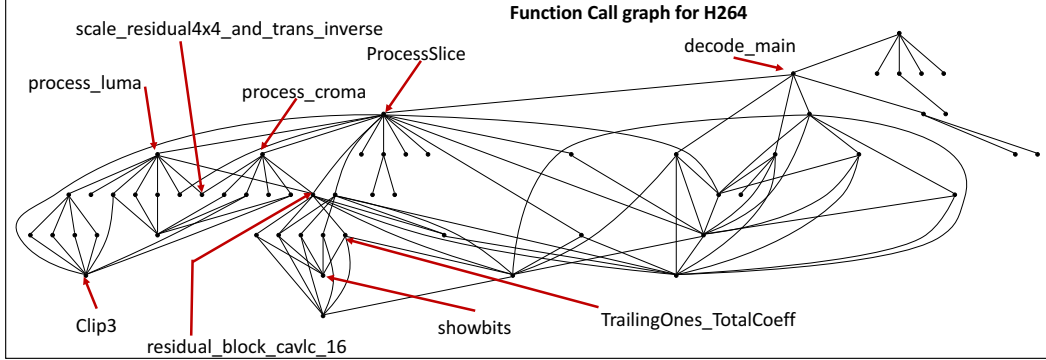 Function Call graph for H264
scale_residual4x4_and_trans_inverse
ProcessSlice
decode_main
process_luma
process_croma
Clip3
residual_block_cavlc_16
showbits
TrailingOnes_TotalCoeff